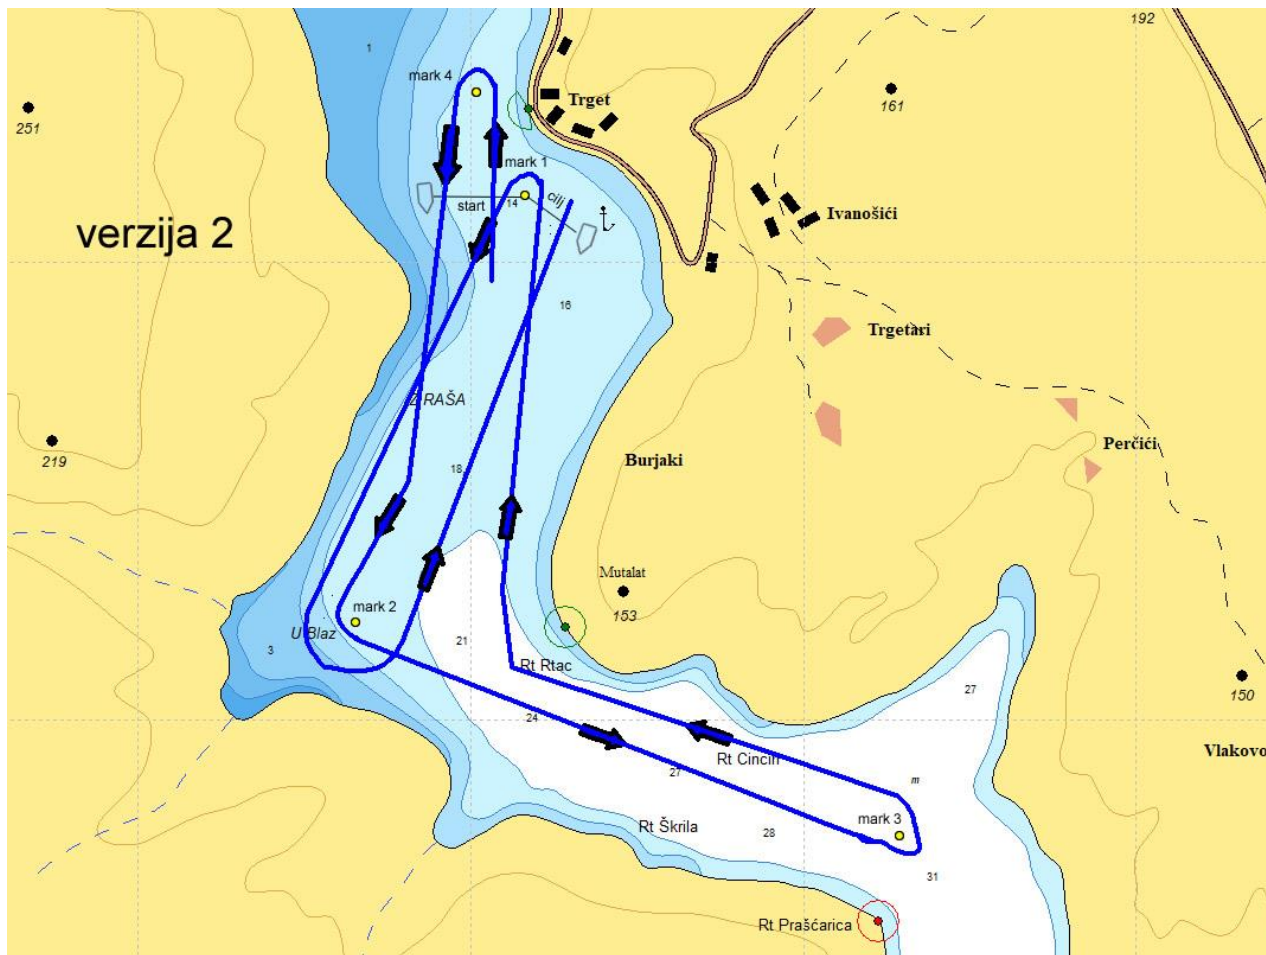 192
1
mark 4
Trget
161
251
mark 1
cilj
14
start
Ivanošići
verzija 2
16
Trgetari
Z RAŠA
Perčići
219
Burjaki
18
Mutalat
mark 2
153
U Blaz
21
3
Rt Rtac
27
150
24
Vlakovo
Rt Cincin
27
m
mark 3
Rt Škrila
28
31
Rt Prašćarica